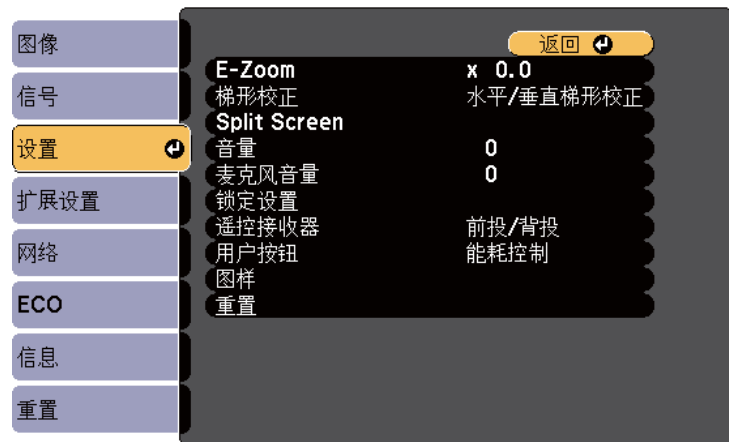 图像
信号
设置
扩展设置
网络
ECO
信息
重置
返回
E-Zoom x 0.0
梯形校正 水平/垂直梯形校正
Split Screen
音量 0
麦克风音量 0
锁定设置
遥控接收器 前投/背投
用户按钮 能耗控制
图样
重置